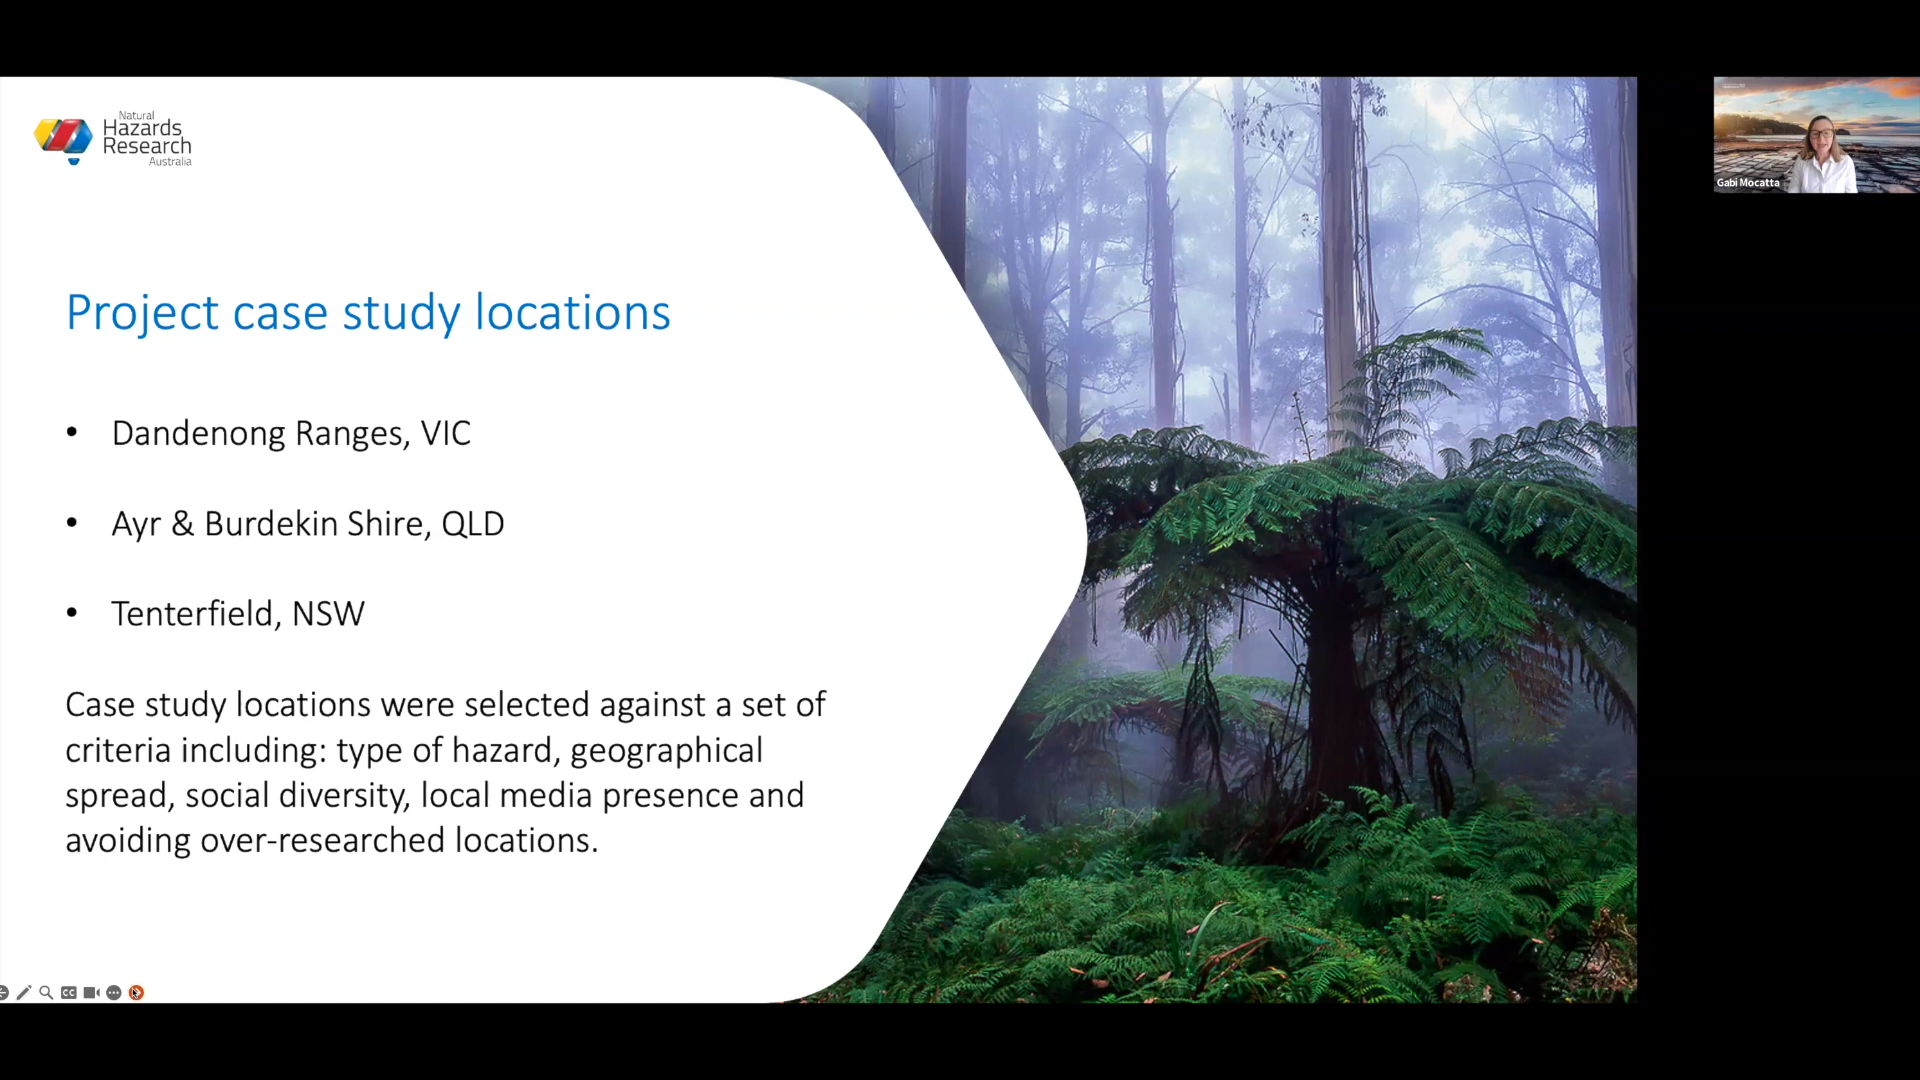 Natural
Hazards
Research
Australia
Project case study locations
• Dandenong Ranges, VIC
• Ayr & Burdekin Shire, QLD
• Tenterfield, NSW
Case study locations were selected against a set of
criteria including: type of hazard, geographical
spread, social diversity, local media presence and
avoiding over-researched locations.
CC
Gabi Mocatta